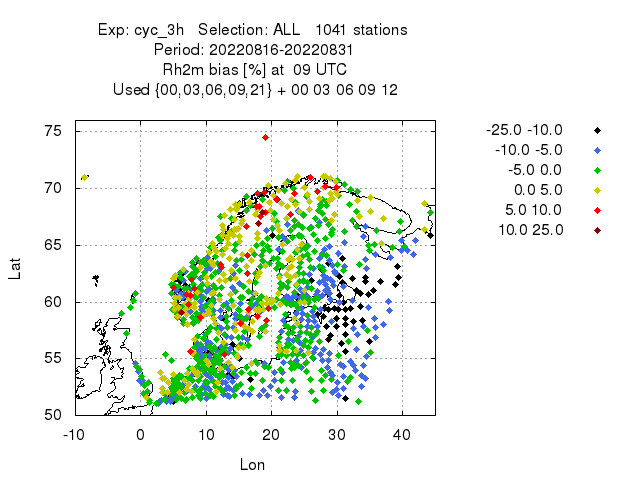 Exp: cyc_3h   Selection: ALL   1041 stations
Period: 20220816-20220831
Rh2m bias [%] at  09 UTC
Used {00,03,06,09,21} + 00 03 06 09 12
-25.0 -10.0
-10.0 -5.0
-5.0 0.0
0.0 5.0
5.0 10.0
10.0 25.0
75
70
65
60
55
50
Lat
-10 0 10 20 30 40
Lon